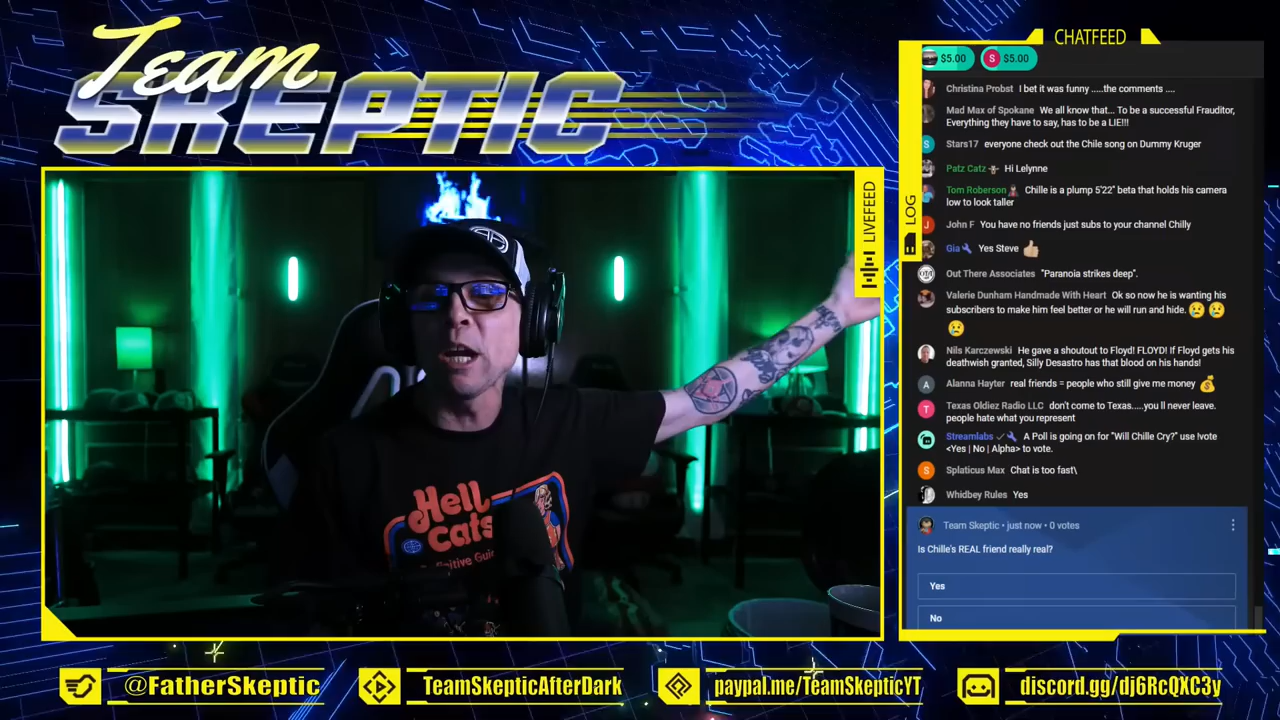 Team
SKEPTIC
CHATFEED
LOG
LIVEFEED
$5.00 S $5.00
Christina Probst I bet it was funny .....the comments ....
Mad Max of Spokane We all know that... To be a successful Frauditor,
Everything they have to say, has to be a LIE!!!
S Stars17 everyone check out the Chile song on Dummy Kruger
Patz Catz Hi Lelynne
Tom Roberson Chille is a plump 5'22" beta that holds his camera
low to look taller
J John F You have no friends just subs to your channel Chilly
Gia Yes Steve 👍
Out There Associates "Paranoia strikes deep".
Valerie Dunham Handmade With Heart Ok so now he is wanting his
subscribers to make him feel better or he will run and hide. 😢 😢
😢
Nils Karczewski He gave a shoutout to Floyd! FLOYD! If Floyd gets his
deathwish granted, Silly Desastro has that blood on his hands!
A Alanna Hayter real friends = people who still give me money 💰
T Texas Oldiez Radio LLC don't come to Texas.....you ll never leave.
people hate what you represent
Streamlabs A Poll is going on for "Will Chille Cry?" use !vote
<Yes | No | Alpha> to vote.
S Splaticus Max Chat is too fast\
Whidbey Rules Yes
Team Skeptic • just now • 0 votes
Is Chille's REAL friend really real?
Yes
No
Hell
cats
@FatherSkeptic
TeamSkepticAfterDark
paypal.me/TeamSkepticYT
discord.gg/dj6RcQXC3v